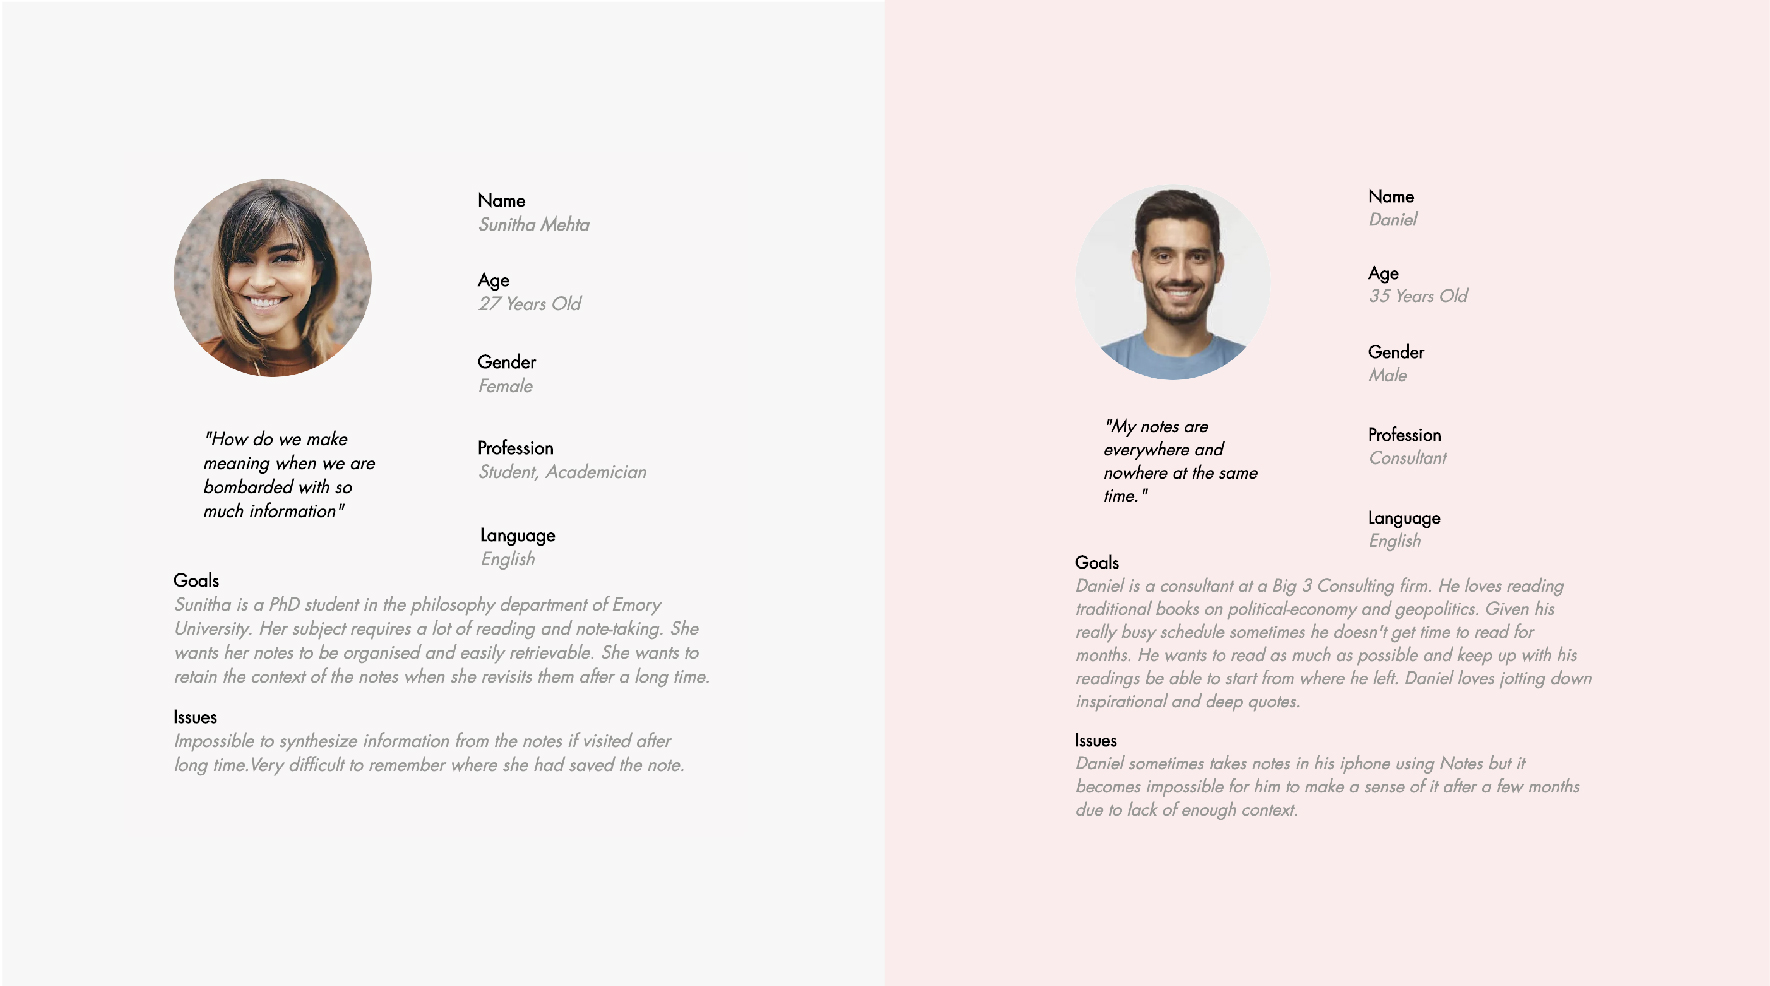 Name
Sunitha Mehta
Age
27 Years Old
Gender
Female
"How do we make
meaning when we are
bombarded with so
much information"
Profession
Student, Academician
Language
English
Goals
Sunitha is a PhD student in the philosophy department of Emory
University. Her subject requires a lot of reading and note-taking. She
wants her notes to be organised and easily retrievable. She wants to
retain the context of the notes when she revisits them after a long time.
Issues
Impossible to synthesize information from the notes if visited after
long time.Very difficult to remember where she had saved the note.
Name
Daniel
Age
35 Years Old
Gender
Male
"My notes are
everywhere and
nowhere at the same
time."
Profession
Consultant
Language
English
Goals
Daniel is a consultant at a Big 3 Consulting firm. He loves reading
traditional books on political-economy and geopolitics. Given his
really busy schedule sometimes he doesn't get time to read for
months. He wants to read as much as possible and keep up with his
readings be able to start from where he left. Daniel loves jotting down
inspirational and deep quotes.
Issues
Daniel sometimes takes notes in his iphone using Notes but it
becomes impossible for him to make a sense of it after a few months
due to lack of enough context.